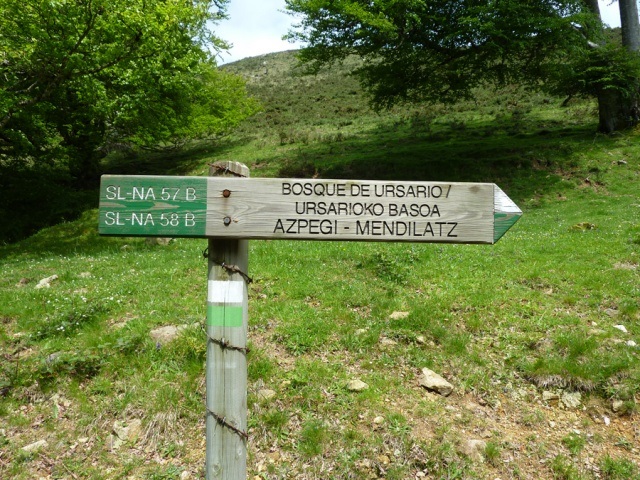 SL-NA 57 B
SL-NA 58 B
BOSQUE DE URSARIO/
URSARIOKO BASOA
AZPEGI - MENDILATZ